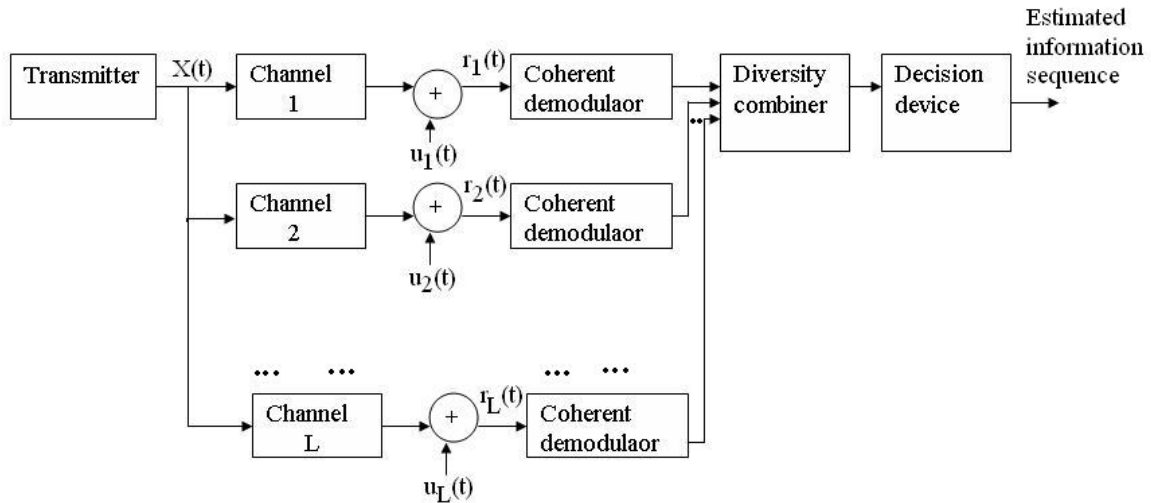 Estimated
information
sequence
Transmitter
X(t)
Channel
1
+
r1(t)
Coherent
demodulaor
Diversity
combiner
Decision
device
u1(t)
Channel
2
+
r2(t)
Coherent
demodulaor
u2(t)
... ...
... ...
Channel
L
+
rL(t)
Coherent
demodulaor
uL(t)